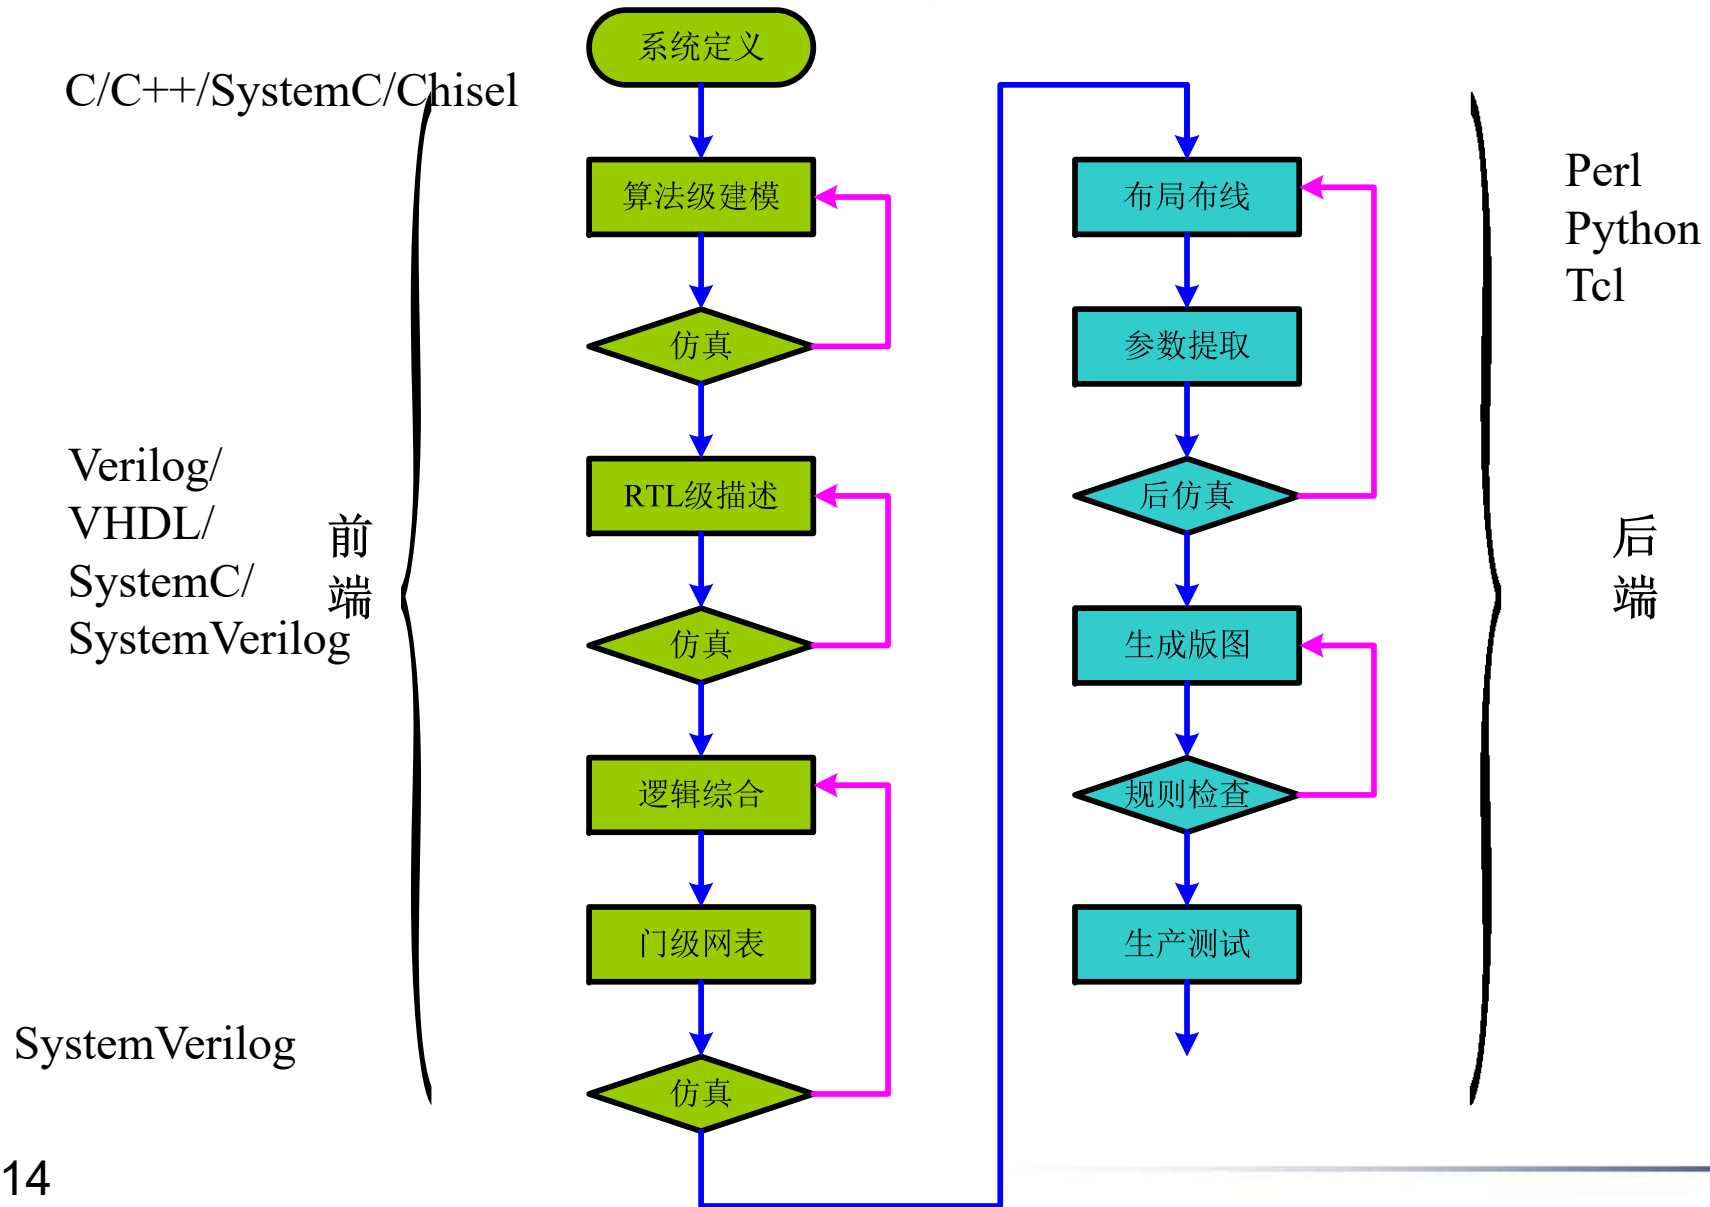 系统定义
C/C++/SystemC/Chisel
算法级建模
仿真
Verilog/
VHDL/
SystemC/
SystemVerilog
前
端
RTL级描述
仿真
逻辑综合
门级网表
SystemVerilog
仿真
布局布线
参数提取
后仿真
生成版图
规则检查
生产测试
Perl
Python
Tcl
后
端
14